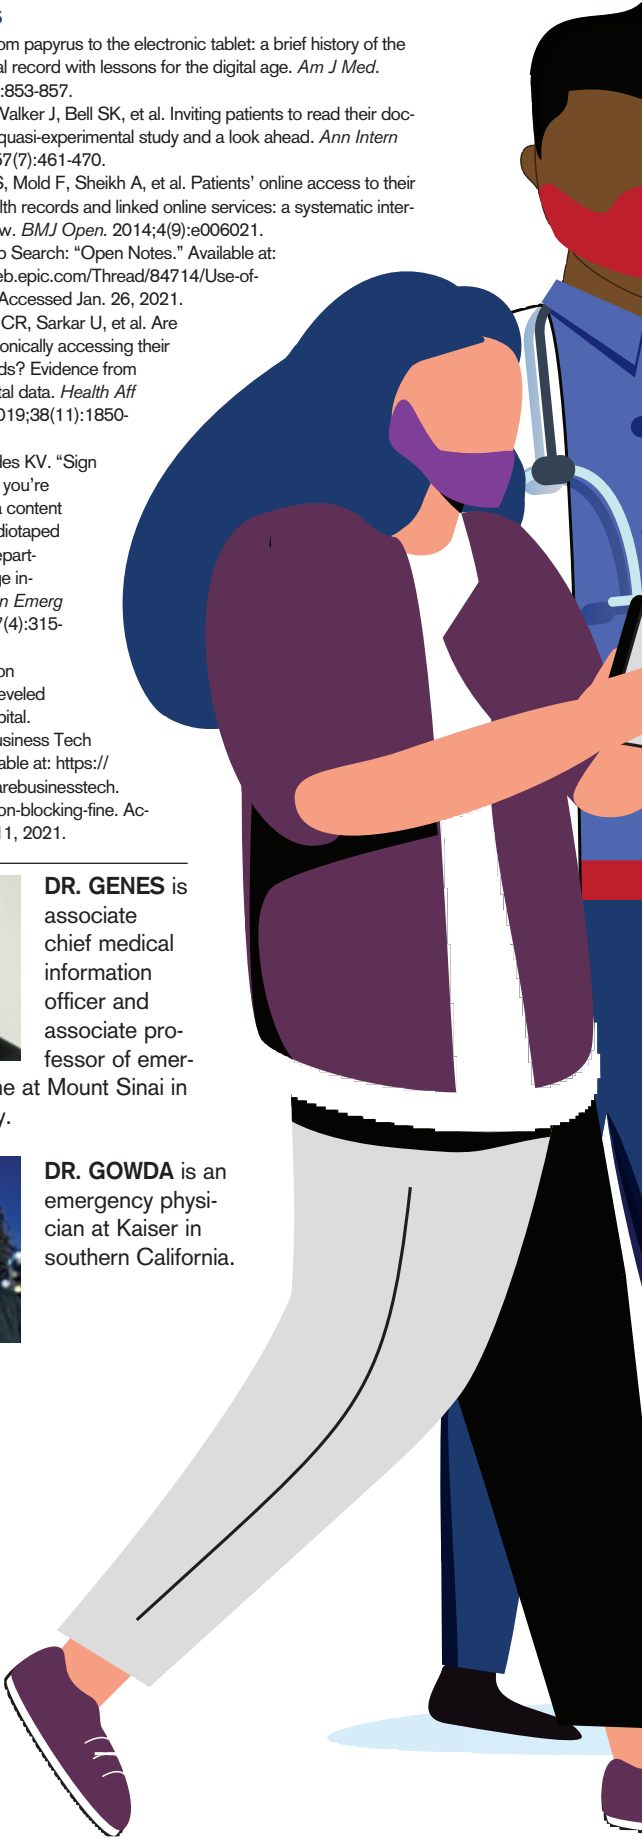 s
om papyrus to the electronic tablet: a brief history of the
al record with lessons for the digital age. Am J Med.
:853-857.
Walker J, Bell SK, et al. Inviting patients to read their doc-
quasi-experimental study and a look ahead. Ann Intern
57(7):461-470.
S, Mold F, Sheikh A, et al. Patients’ online access to their
lth records and linked online services: a systematic inter-
w. BMJ Open. 2014;4(9):e006021.
p Search: “Open Notes.” Available at:
eb.epic.com/Thread/84714/Use-of-
Accessed Jan. 26, 2021.
CR, Sarkar U, et al. Are
onically accessing their
ds? Evidence from
tal data. Health Aff
019;38(11):1850-
des KV. “Sign
you’re
a content
diotaped
epart-
ge in-
n Emerg
7(4):315-
on
eveled
pital.
usiness Tech
able at: https://
arebusinesstech.
on-blocking-fine. Ac-
11, 2021.
DR. GENES is
associate
chief medical
information
officer and
associate pro-
fessor of emer-
ne at Mount Sinai in
y.
DR. GOWDA is an
emergency physi-
cian at Kaiser in
southern California.